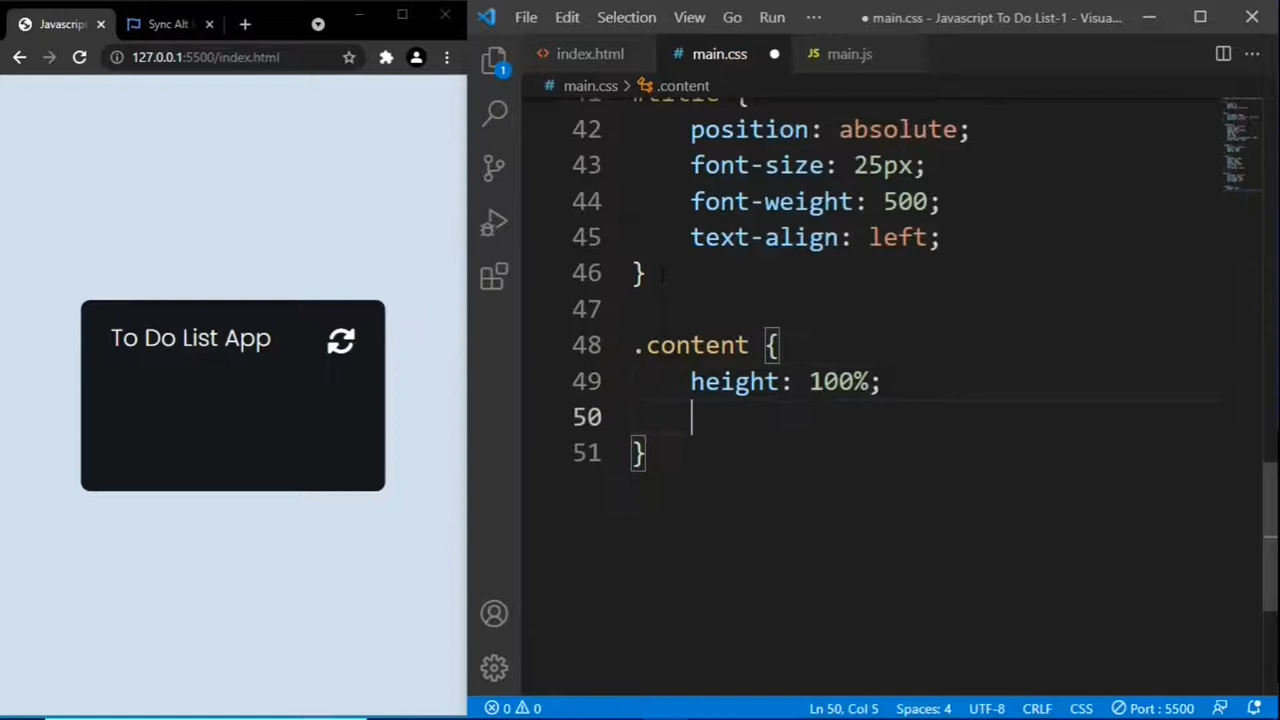 Javascript
Sync Alt
127.0.0.1:5500/index.html
To Do List App
File Edit Selection View Go Run ··· ● main.css - Javascript To Do List-1 - Visua...
index.html # main.css ● JS main.js ···
1
# main.css > .content
#title {
42 position: absolute;
43 font-size: 25px;
44 font-weight: 500;
45 text-align: left;
46 }
47
48 .content {
49 height: 100%;
50
51 }
0 0 Ln 50, Col 5 Spaces: 4 UTF-8 CRLF CSS Port : 5500